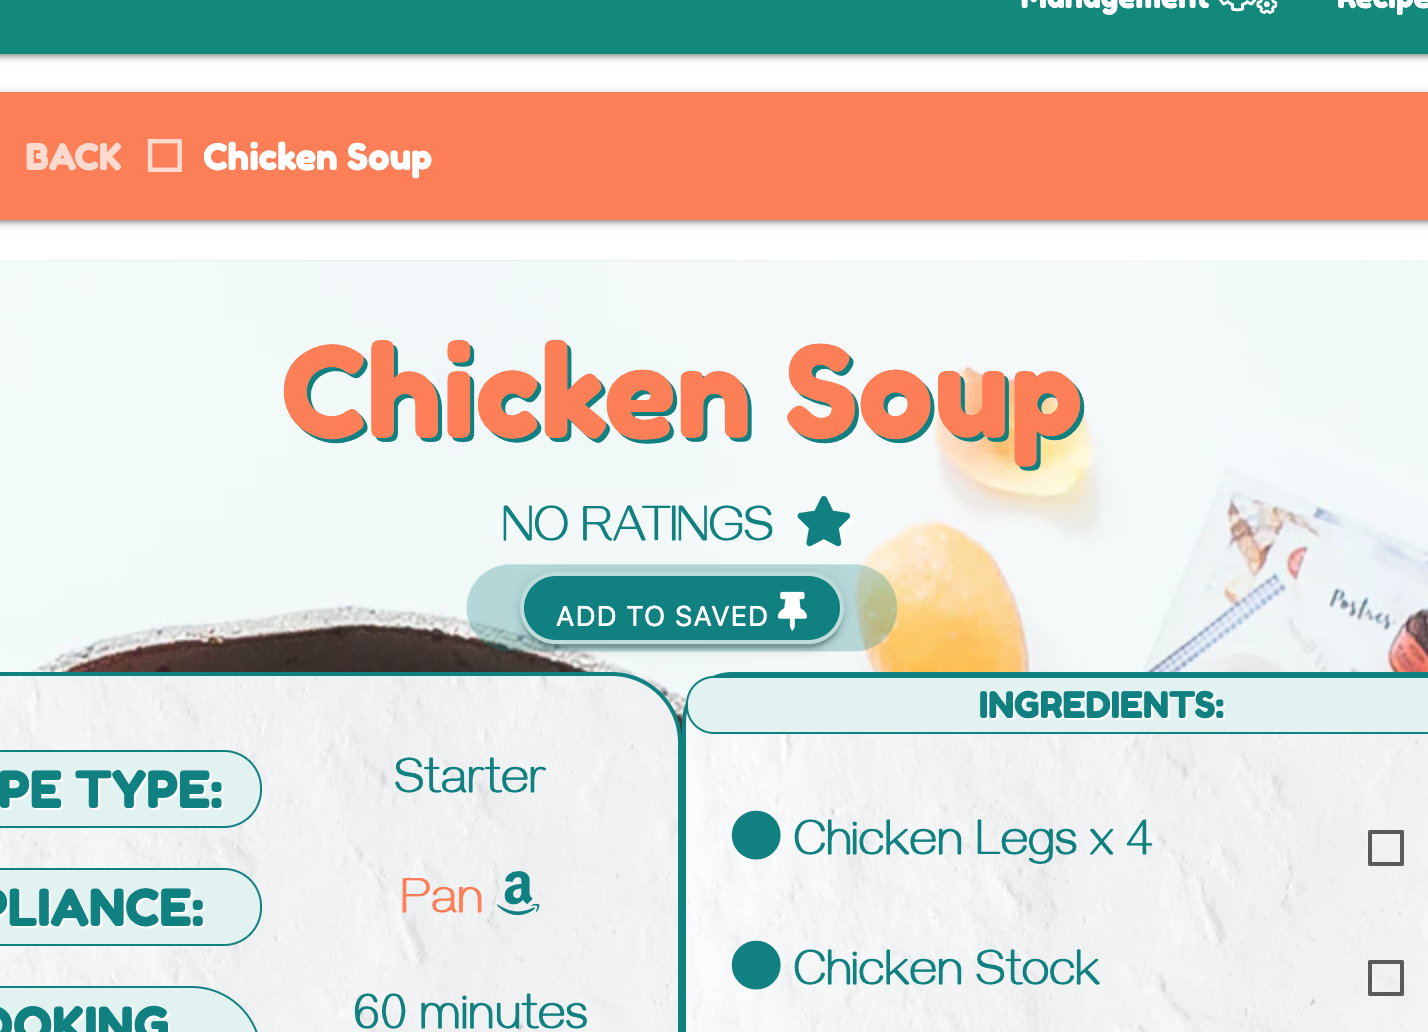 Management Recipe
BACK Chicken Soup
Chicken Soup
NO RATINGS
ADD TO SAVED
Postres
INGREDIENTS:
PE TYPE: Starter
Chicken Legs x 4
PLIANCE: Pan a
Chicken Stock
OOKING 60 minutes